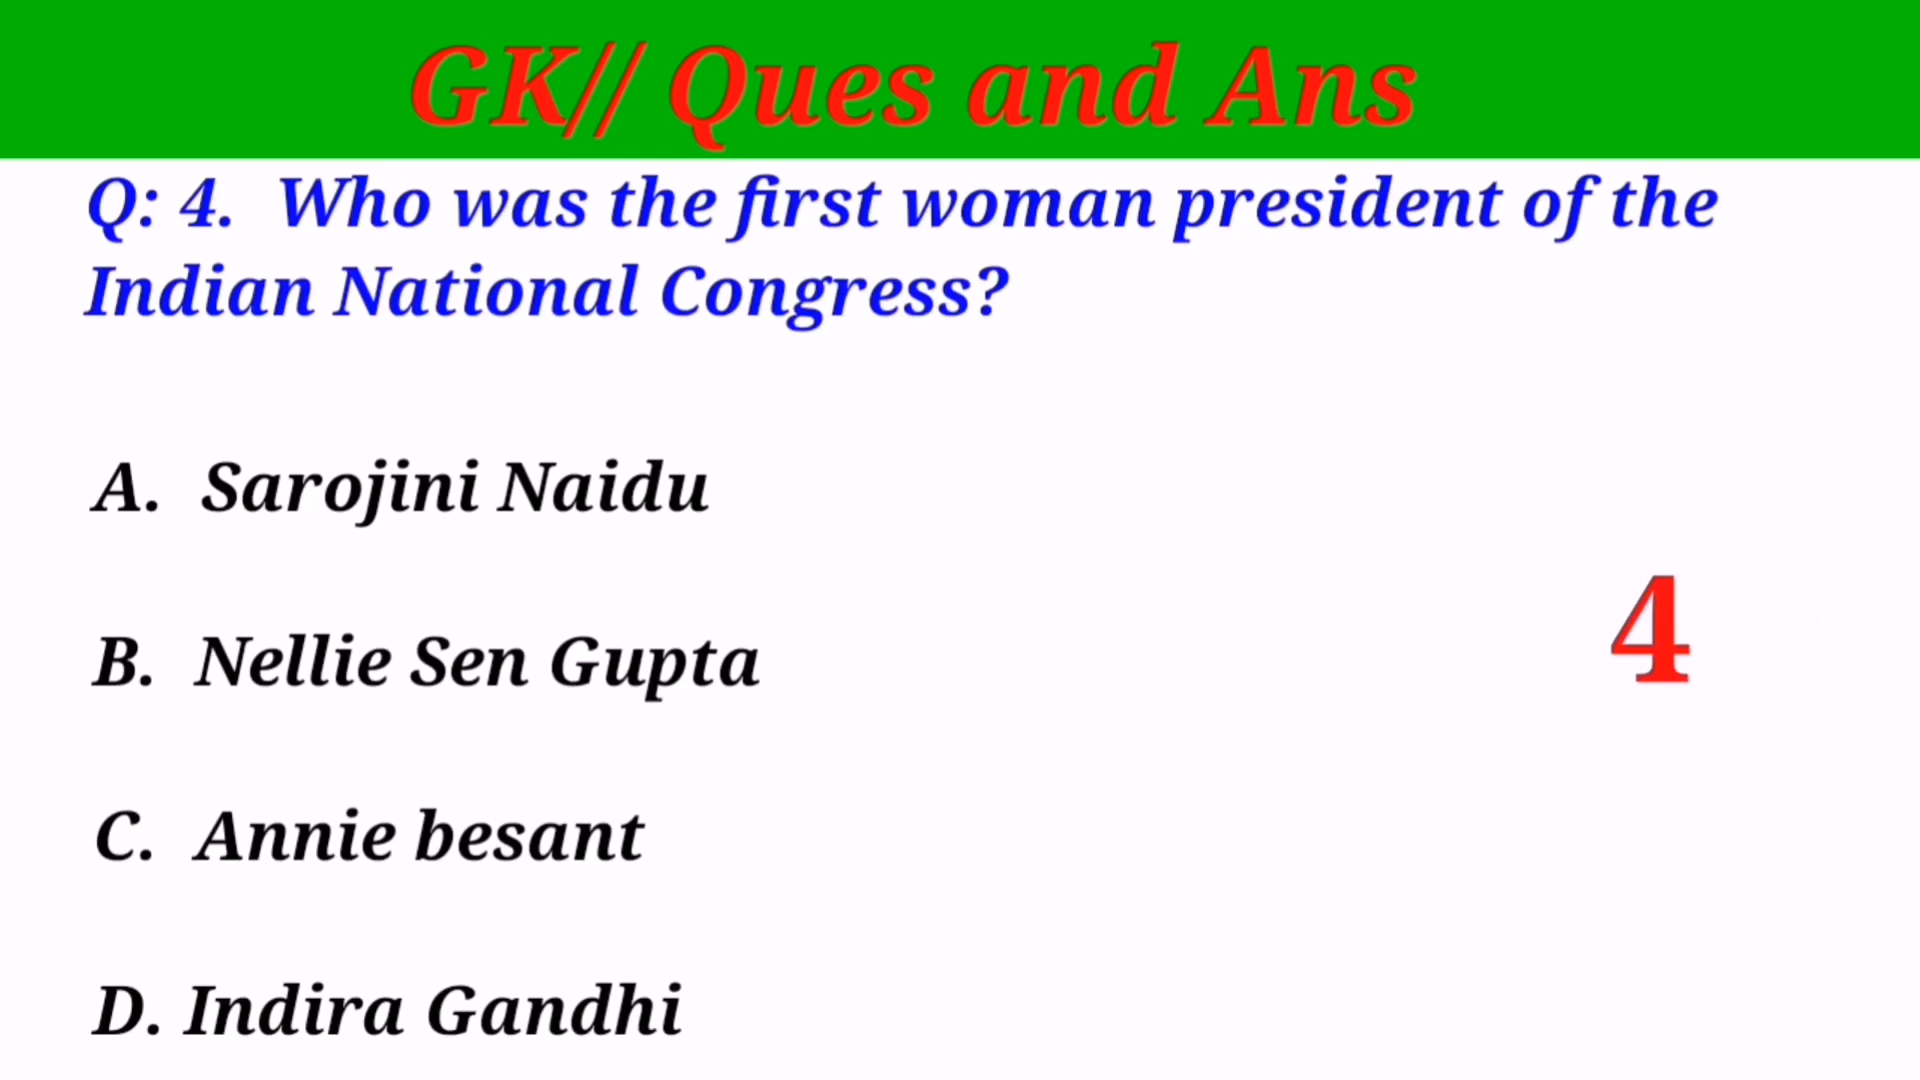 GK// Ques and Ans
Q: 4. Who was the first woman president of the
Indian National Congress?
A. Sarojini Naidu
4
B. Nellie Sen Gupta
C. Annie besant
D. Indira Gandhi